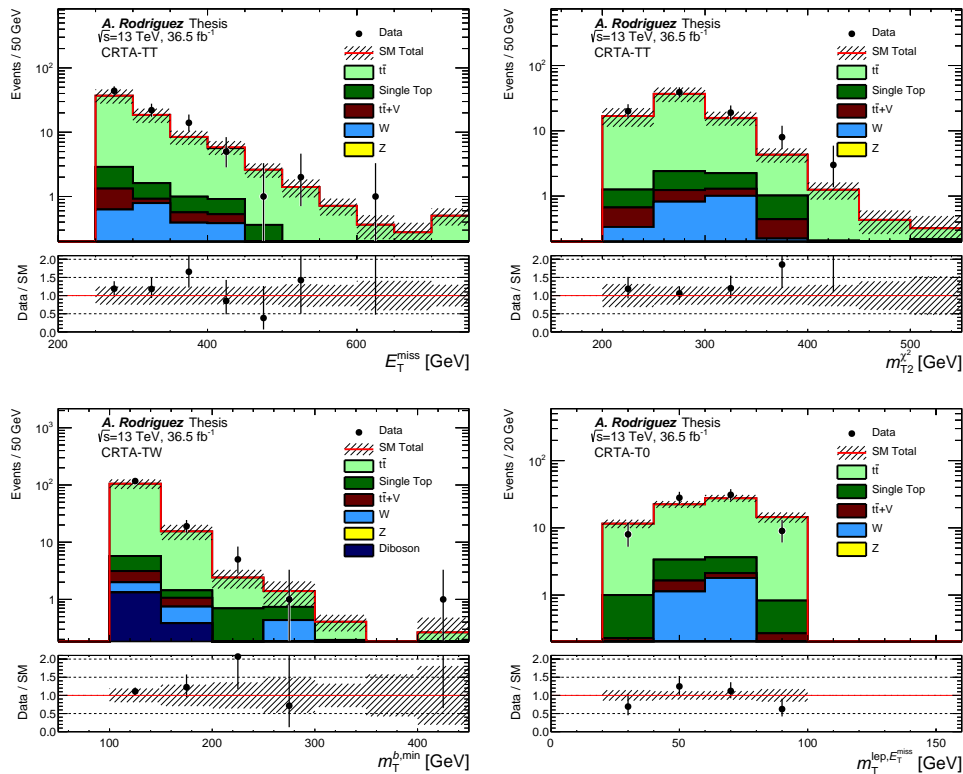 Events / 50 GeV
10²
10
1
A. Rodriguez Thesis
√s=13 TeV, 36.5 fb⁻¹
CRTA-TT
Data
SM Total
tt̄
Single Top
tt̄+V
W
Z
Data / SM
2.0
1.5
1.0
0.5
0.0
200 400 600
E_T^miss [GeV]
Events / 50 GeV
10²
10
1
A. Rodriguez Thesis
√s=13 TeV, 36.5 fb⁻¹
CRTA-TT
Data
SM Total
tt̄
Single Top
tt̄+V
W
Z
Data / SM
2.0
1.5
1.0
0.5
0.0
200 300 400 500
m_T2^χ² [GeV]
Events / 50 GeV
10³
10²
10
1
A. Rodriguez Thesis
√s=13 TeV, 36.5 fb⁻¹
CRTA-TW
Data
SM Total
tt̄
Single Top
tt̄+V
W
Z
Diboson
Data / SM
2.0
1.5
1.0
0.5
0.0
100 200 300 400
m_T^b,min [GeV]
Events / 20 GeV
10²
10
1
A. Rodriguez Thesis
√s=13 TeV, 36.5 fb⁻¹
CRTA-T0
Data
SM Total
tt̄
Single Top
tt̄+V
W
Z
Data / SM
2.0
1.5
1.0
0.5
0.0
0 50 100 150
m_T^lep,E_T^miss [GeV]